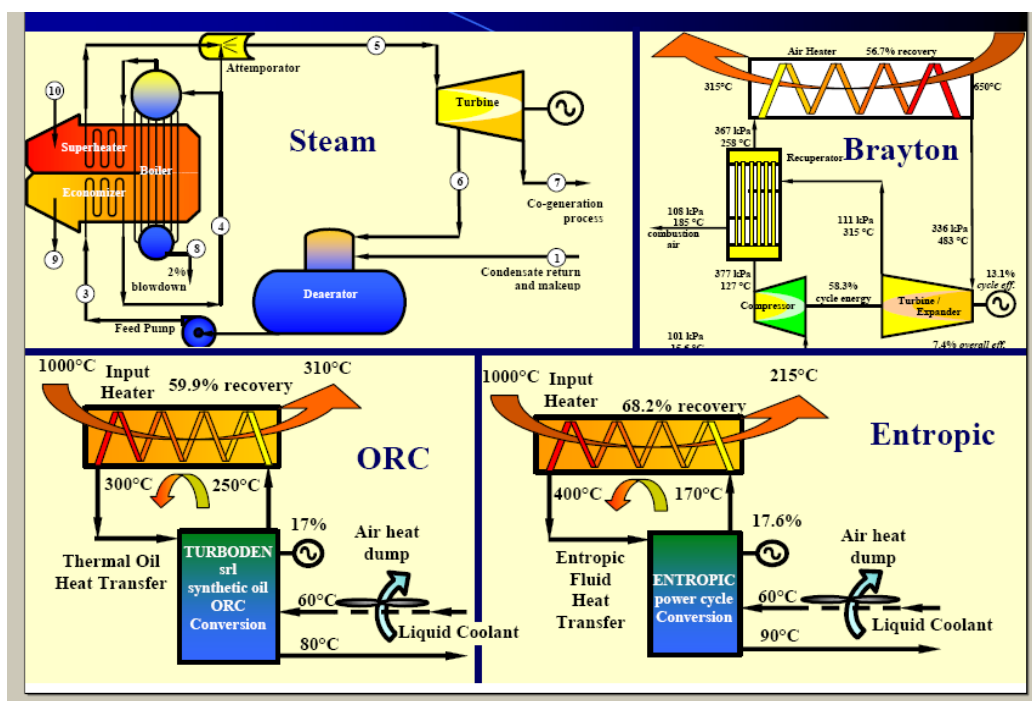 5
Attemporator
10
Turbine
Steam
Superheater
Boiler
Economizer
6
7
Co-generation
process
4
9
8
2%
blowdown
1
Condensate return
and makeup
3
Deaerator
Feed Pump
Air Heater
56.7% recovery
315°C
650°C
367 kPa
258 °C
Recuperator
Brayton
108 kPa
185 °C
combustion
air
111 kPa
315 °C
336 kPa
483 °C
377 kPa
127 °C
58.3%
cycle energy
13.1%
cycle eff.
Compressor
Turbine /
Expander
101 kPa
7.4% overall eff.
1000°C
Input
Heater
59.9% recovery
310°C
ORC
300°C
250°C
17%
Thermal Oil
Heat Transfer
TURBODEN
srl
synthetic oil
ORC
Conversion
Air heat
dump
60°C
Liquid Coolant
80°C
1000°C
Input
Heater
68.2% recovery
215°C
Entropic
400°C
170°C
17.6%
Entropic
Fluid
Heat
Transfer
ENTROPIC
power cycle
Conversion
Air heat
dump
60°C
Liquid Coolant
90°C